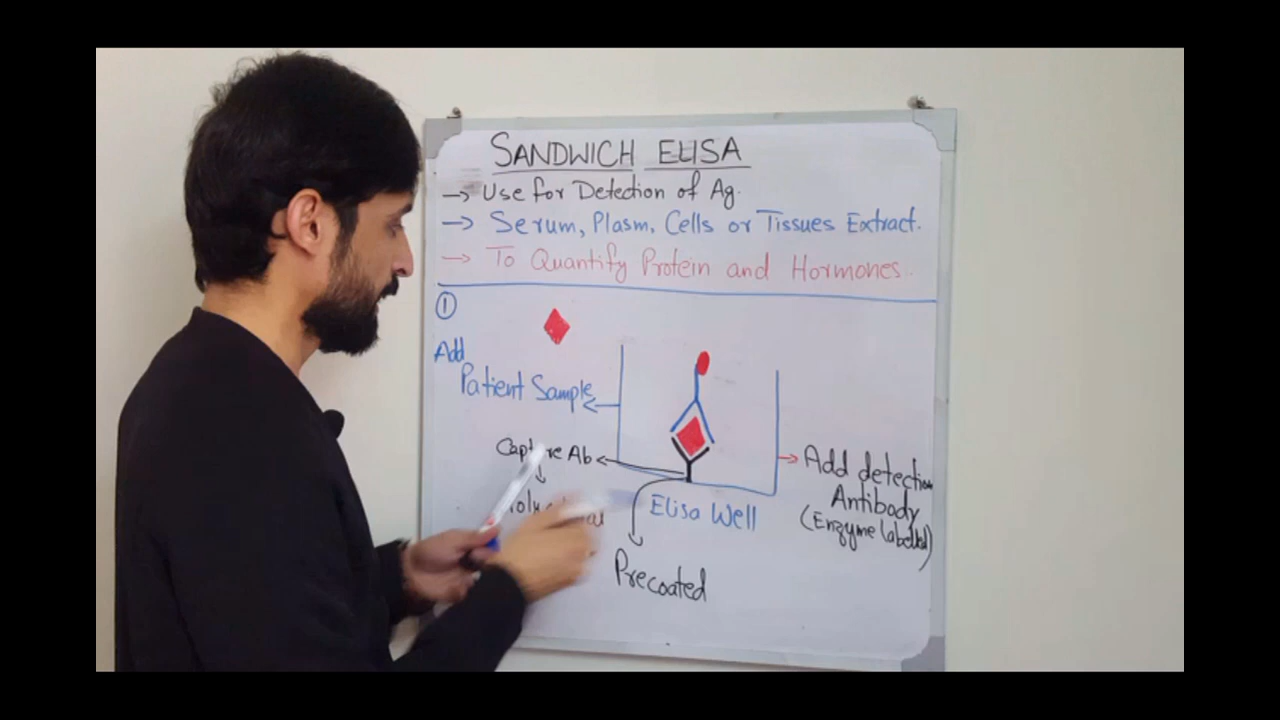 SANDWICH ELISA
→ Use for Detection of Ag.
→ Serum, Plasm, Cells or Tissues Extract.
→ To Quantify Protein and Hormones.
①
Add
Patient Sample
Capture Ab
Elisa Well
Precoated
Add detection
Antibody
(Enzyme labelled)